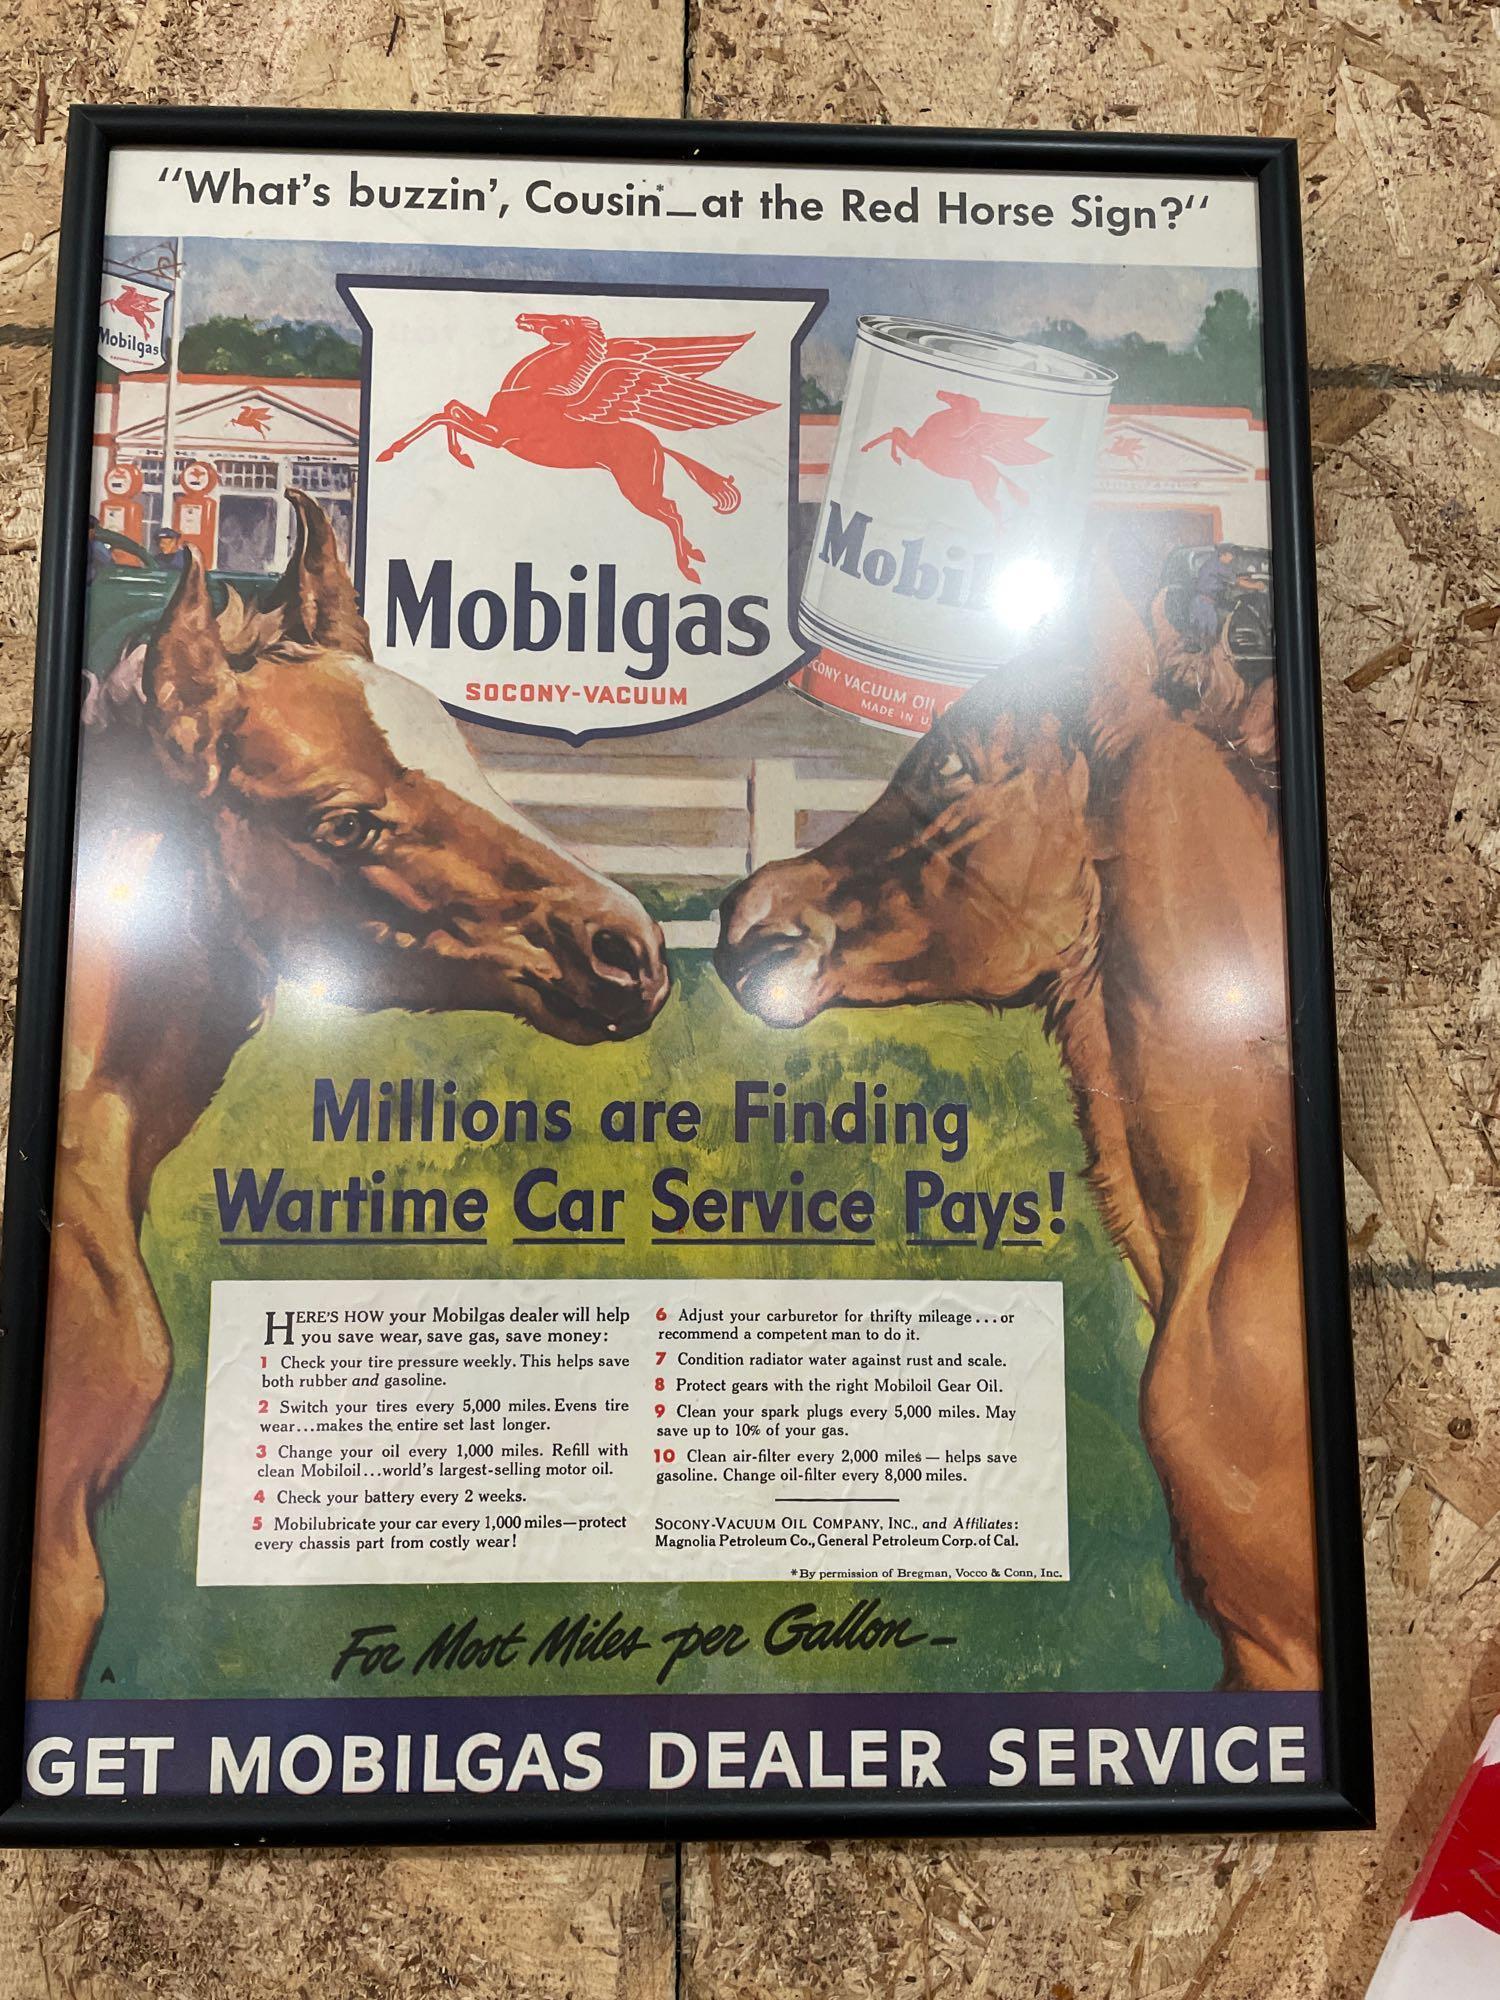 "What's buzzin', Cousin*—at the Red Horse Sign?"
Mobilgas
Mobilgas
SOCONY-VACUUM
VACUUM OIL
MADE IN
Millions are Finding
Wartime Car Service Pays!
HERE'S HOW your Mobilgas dealer will help
you save wear, save gas, save money:
1 Check your tire pressure weekly. This helps save
both rubber and gasoline.
2 Switch your tires every 5,000 miles. Evens tire
wear...makes the entire set last longer.
3 Change your oil every 1,000 miles. Refill with
clean Mobiloil...world's largest-selling motor oil.
4 Check your battery every 2 weeks.
5 Mobilubricate your car every 1,000 miles—protect
every chassis part from costly wear!
6 Adjust your carburetor for thrifty mileage...or
recommend a competent man to do it.
7 Condition radiator water against rust and scale.
8 Protect gears with the right Mobiloil Gear Oil.
9 Clean your spark plugs every 5,000 miles. May
save up to 10% of your gas.
10 Clean air-filter every 2,000 miles — helps save
gasoline. Change oil-filter every 8,000 miles.
SOCONY-VACUUM OIL COMPANY, INC., and Affiliates:
Magnolia Petroleum Co., General Petroleum Corp. of Cal.
*By permission of Bregman, Vocco & Conn, Inc.
For Most Miles per Gallon—
A
GET MOBILGAS DEALER SERVICE